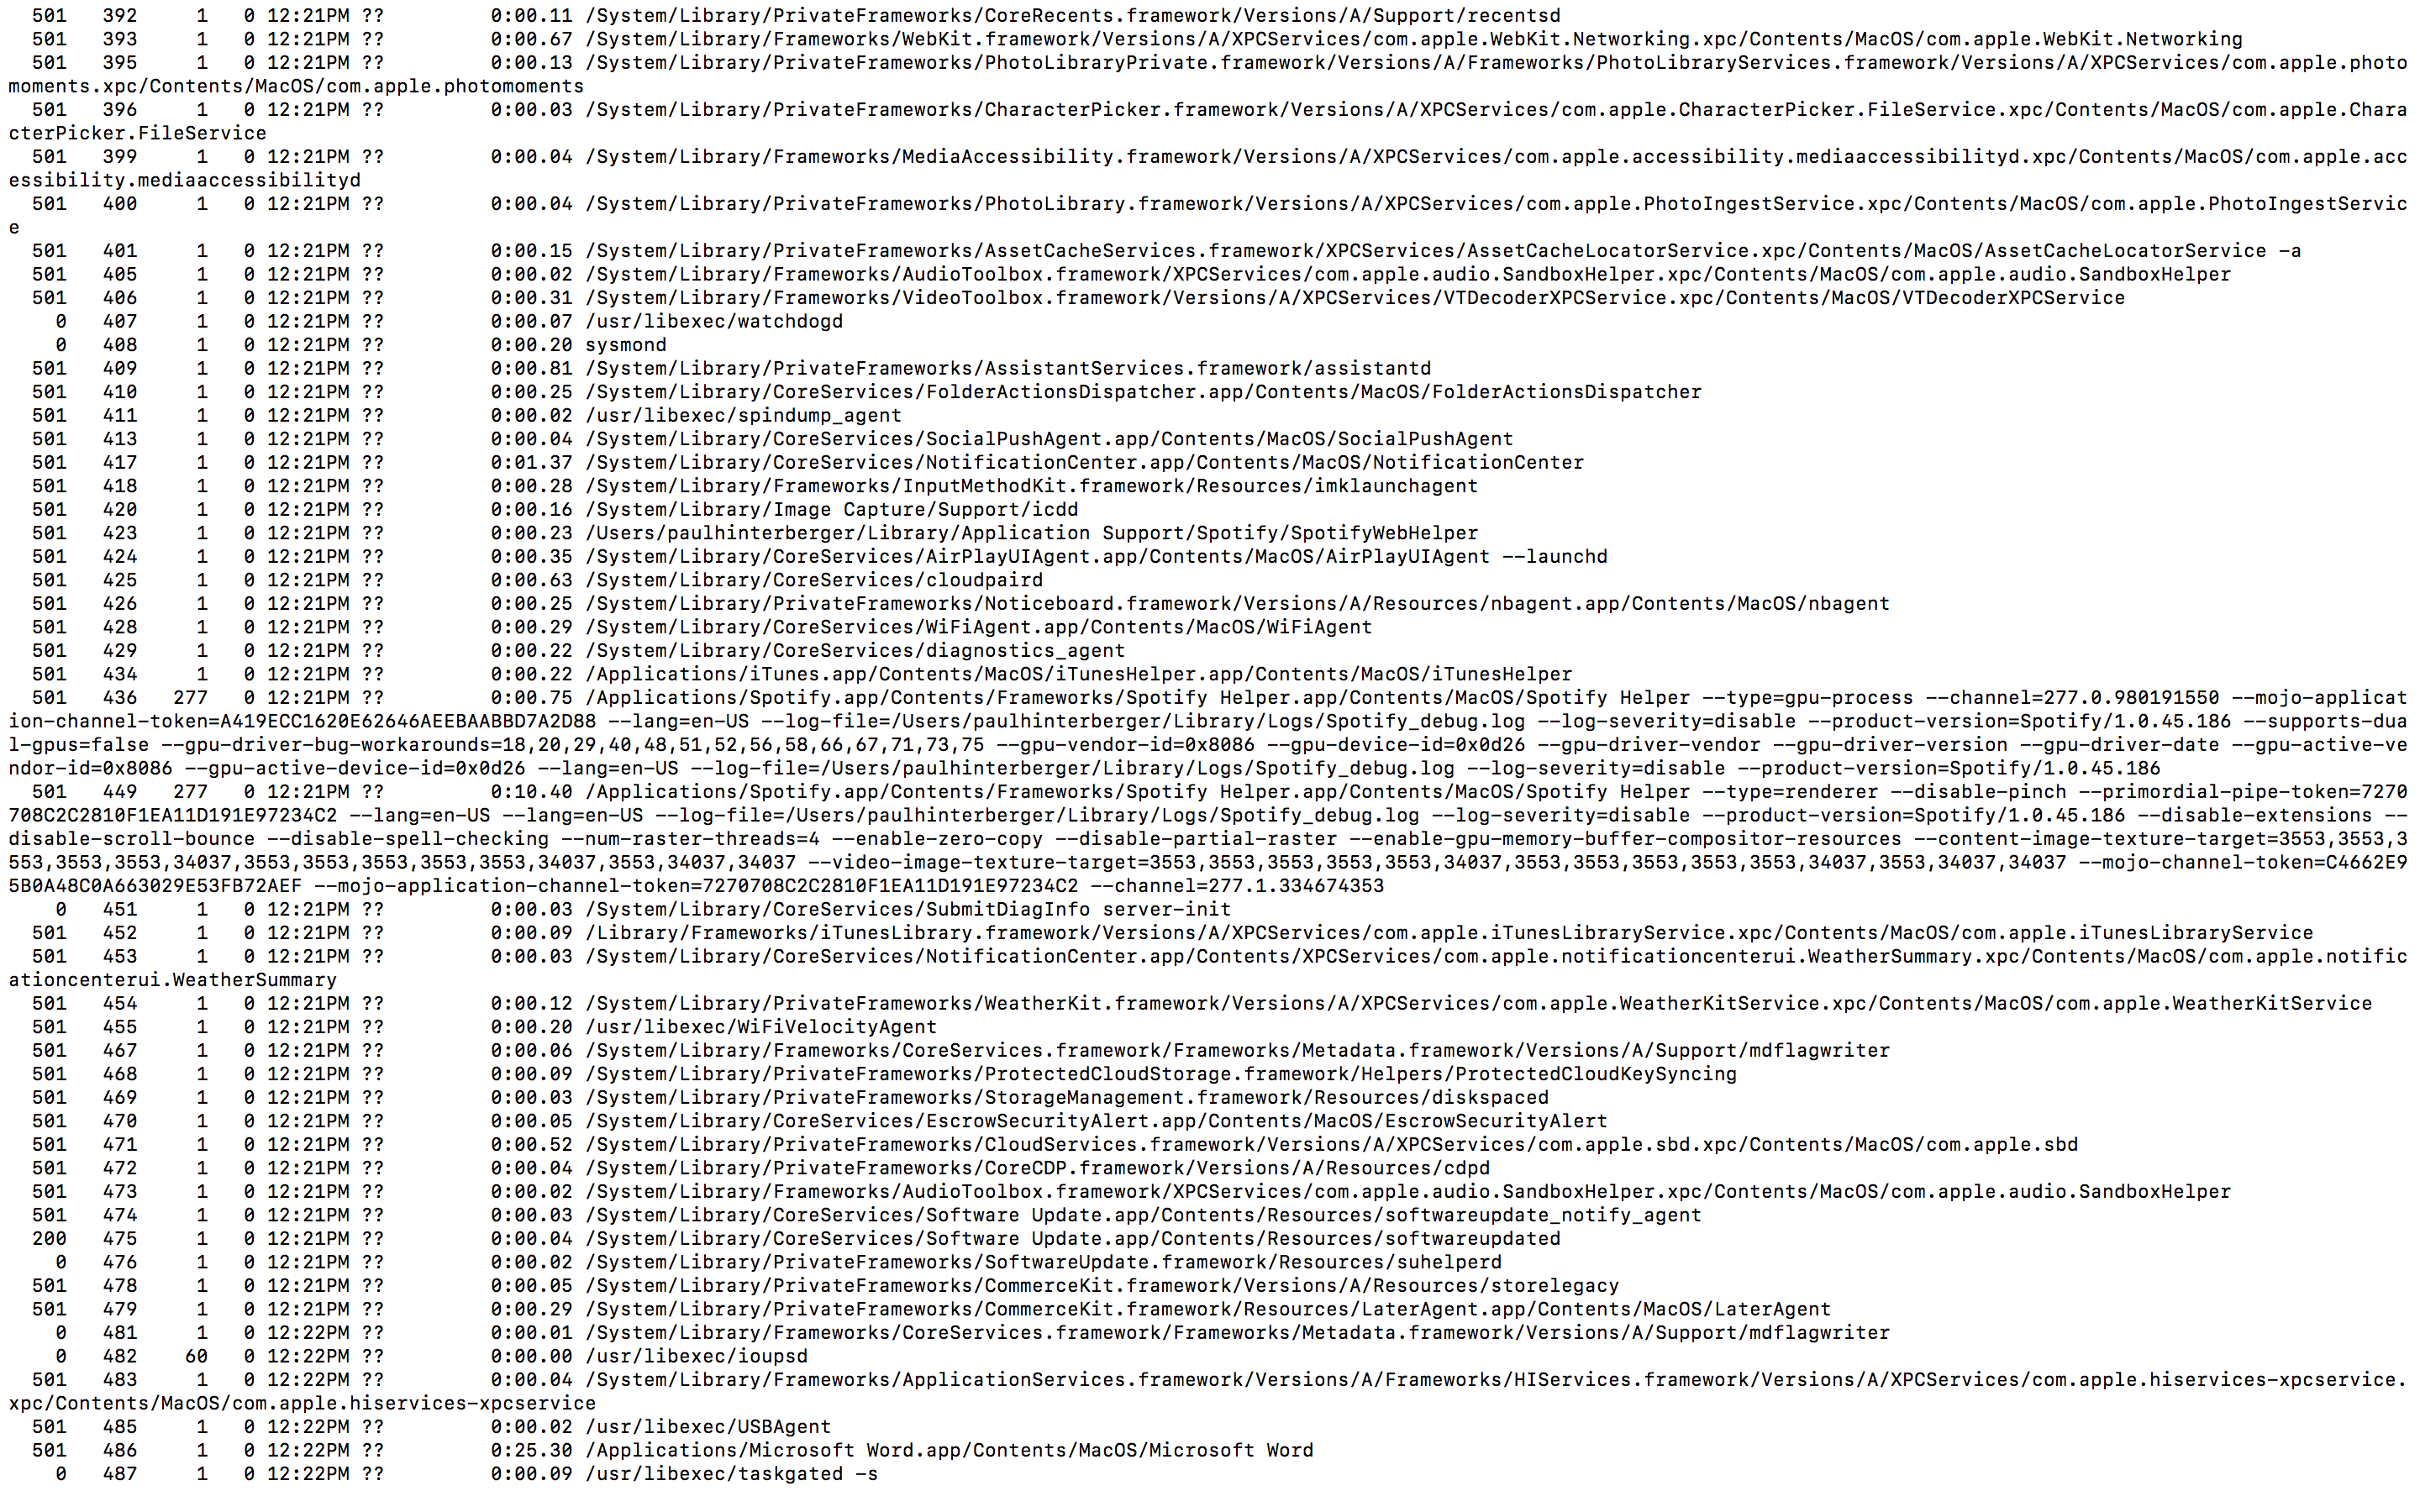 501   392     1   0 12:21PM ??         0:00.11 /System/Library/PrivateFrameworks/CoreRecents.framework/Versions/A/Support/recentsd
  501   393     1   0 12:21PM ??         0:00.67 /System/Library/Frameworks/WebKit.framework/Versions/A/XPCServices/com.apple.WebKit.Networking.xpc/Contents/MacOS/com.apple.WebKit.Networking
  501   395     1   0 12:21PM ??         0:00.13 /System/Library/PrivateFrameworks/PhotoLibraryPrivate.framework/Versions/A/Frameworks/PhotoLibraryServices.framework/Versions/A/XPCServices/com.apple.photo
moments.xpc/Contents/MacOS/com.apple.photomoments
  501   396     1   0 12:21PM ??         0:00.03 /System/Library/PrivateFrameworks/CharacterPicker.framework/Versions/A/XPCServices/com.apple.CharacterPicker.FileService.xpc/Contents/MacOS/com.apple.Chara
cterPicker.FileService
  501   399     1   0 12:21PM ??         0:00.04 /System/Library/Frameworks/MediaAccessibility.framework/Versions/A/XPCServices/com.apple.accessibility.mediaaccessibilityd.xpc/Contents/MacOS/com.apple.acc
essibility.mediaaccessibilityd
  501   400     1   0 12:21PM ??         0:00.04 /System/Library/PrivateFrameworks/PhotoLibrary.framework/Versions/A/XPCServices/com.apple.PhotoIngestService.xpc/Contents/MacOS/com.apple.PhotoIngestServic
e
  501   401     1   0 12:21PM ??         0:00.15 /System/Library/PrivateFrameworks/AssetCacheServices.framework/XPCServices/AssetCacheLocatorService.xpc/Contents/MacOS/AssetCacheLocatorService -a
  501   405     1   0 12:21PM ??         0:00.02 /System/Library/Frameworks/AudioToolbox.framework/XPCServices/com.apple.audio.SandboxHelper.xpc/Contents/MacOS/com.apple.audio.SandboxHelper
  501   406     1   0 12:21PM ??         0:00.31 /System/Library/Frameworks/VideoToolbox.framework/Versions/A/XPCServices/VTDecoderXPCService.xpc/Contents/MacOS/VTDecoderXPCService
    0   407     1   0 12:21PM ??         0:00.07 /usr/libexec/watchdogd
    0   408     1   0 12:21PM ??         0:00.20 sysmond
  501   409     1   0 12:21PM ??         0:00.81 /System/Library/PrivateFrameworks/AssistantServices.framework/assistantd
  501   410     1   0 12:21PM ??         0:00.25 /System/Library/CoreServices/FolderActionsDispatcher.app/Contents/MacOS/FolderActionsDispatcher
  501   411     1   0 12:21PM ??         0:00.02 /usr/libexec/spindump_agent
  501   413     1   0 12:21PM ??         0:00.04 /System/Library/CoreServices/SocialPushAgent.app/Contents/MacOS/SocialPushAgent
  501   417     1   0 12:21PM ??         0:01.37 /System/Library/CoreServices/NotificationCenter.app/Contents/MacOS/NotificationCenter
  501   418     1   0 12:21PM ??         0:00.28 /System/Library/Frameworks/InputMethodKit.framework/Resources/imklaunchagent
  501   420     1   0 12:21PM ??         0:00.16 /System/Library/Image Capture/Support/icdd
  501   423     1   0 12:21PM ??         0:00.23 /Users/paulhinterberger/Library/Application Support/Spotify/SpotifyWebHelper
  501   424     1   0 12:21PM ??         0:00.35 /System/Library/CoreServices/AirPlayUIAgent.app/Contents/MacOS/AirPlayUIAgent --launchd
  501   425     1   0 12:21PM ??         0:00.63 /System/Library/CoreServices/cloudpaird
  501   426     1   0 12:21PM ??         0:00.25 /System/Library/PrivateFrameworks/Noticeboard.framework/Versions/A/Resources/nbagent.app/Contents/MacOS/nbagent
  501   428     1   0 12:21PM ??         0:00.29 /System/Library/CoreServices/WiFiAgent.app/Contents/MacOS/WiFiAgent
  501   429     1   0 12:21PM ??         0:00.22 /System/Library/CoreServices/diagnostics_agent
  501   434     1   0 12:21PM ??         0:00.22 /Applications/iTunes.app/Contents/MacOS/iTunesHelper.app/Contents/MacOS/iTunesHelper
  501   436   277   0 12:21PM ??         0:00.75 /Applications/Spotify.app/Contents/Frameworks/Spotify Helper.app/Contents/MacOS/Spotify Helper --type=gpu-process --channel=277.0.980191550 --mojo-applicat
ion-channel-token=A419ECC1620E62646AEEBAABBD7A2D88 --lang=en-US --log-file=/Users/paulhinterberger/Library/Logs/Spotify_debug.log --log-severity=disable --product-version=Spotify/1.0.45.186 --supports-dua
l-gpus=false --gpu-driver-bug-workarounds=18,20,29,40,48,51,52,56,58,66,67,71,73,75 --gpu-vendor-id=0x8086 --gpu-device-id=0x0d26 --gpu-driver-vendor --gpu-driver-version --gpu-driver-date --gpu-active-ve
ndor-id=0x8086 --gpu-active-device-id=0x0d26 --lang=en-US --log-file=/Users/paulhinterberger/Library/Logs/Spotify_debug.log --log-severity=disable --product-version=Spotify/1.0.45.186
  501   449   277   0 12:21PM ??         0:10.40 /Applications/Spotify.app/Contents/Frameworks/Spotify Helper.app/Contents/MacOS/Spotify Helper --type=renderer --disable-pinch --primordial-pipe-token=7270
708C2C2810F1EA11D191E97234C2 --lang=en-US --lang=en-US --log-file=/Users/paulhinterberger/Library/Logs/Spotify_debug.log --log-severity=disable --product-version=Spotify/1.0.45.186 --disable-extensions --
disable-scroll-bounce --disable-spell-checking --num-raster-threads=4 --enable-zero-copy --disable-partial-raster --enable-gpu-memory-buffer-compositor-resources --content-image-texture-target=3553,3553,3
553,3553,3553,34037,3553,3553,3553,3553,3553,34037,3553,34037,34037 --video-image-texture-target=3553,3553,3553,3553,3553,34037,3553,3553,3553,3553,3553,34037,3553,34037,34037 --mojo-channel-token=C4662E9
5B0A48C0A663029E53FB72AEF --mojo-application-channel-token=7270708C2C2810F1EA11D191E97234C2 --channel=277.1.334674353
    0   451     1   0 12:21PM ??         0:00.03 /System/Library/CoreServices/SubmitDiagInfo server-init
  501   452     1   0 12:21PM ??         0:00.09 /Library/Frameworks/iTunesLibrary.framework/Versions/A/XPCServices/com.apple.iTunesLibraryService.xpc/Contents/MacOS/com.apple.iTunesLibraryService
  501   453     1   0 12:21PM ??         0:00.03 /System/Library/CoreServices/NotificationCenter.app/Contents/XPCServices/com.apple.notificationcenterui.WeatherSummary.xpc/Contents/MacOS/com.apple.notific
ationcenterui.WeatherSummary
  501   454     1   0 12:21PM ??         0:00.12 /System/Library/PrivateFrameworks/WeatherKit.framework/Versions/A/XPCServices/com.apple.WeatherKitService.xpc/Contents/MacOS/com.apple.WeatherKitService
  501   455     1   0 12:21PM ??         0:00.20 /usr/libexec/WiFiVelocityAgent
  501   467     1   0 12:21PM ??         0:00.06 /System/Library/Frameworks/CoreServices.framework/Frameworks/Metadata.framework/Versions/A/Support/mdflagwriter
  501   468     1   0 12:21PM ??         0:00.09 /System/Library/PrivateFrameworks/ProtectedCloudStorage.framework/Helpers/ProtectedCloudKeySyncing
  501   469     1   0 12:21PM ??         0:00.03 /System/Library/PrivateFrameworks/StorageManagement.framework/Resources/diskspaced
  501   470     1   0 12:21PM ??         0:00.05 /System/Library/CoreServices/EscrowSecurityAlert.app/Contents/MacOS/EscrowSecurityAlert
  501   471     1   0 12:21PM ??         0:00.52 /System/Library/PrivateFrameworks/CloudServices.framework/Versions/A/XPCServices/com.apple.sbd.xpc/Contents/MacOS/com.apple.sbd
  501   472     1   0 12:21PM ??         0:00.04 /System/Library/PrivateFrameworks/CoreCDP.framework/Versions/A/Resources/cdpd
  501   473     1   0 12:21PM ??         0:00.02 /System/Library/Frameworks/AudioToolbox.framework/XPCServices/com.apple.audio.SandboxHelper.xpc/Contents/MacOS/com.apple.audio.SandboxHelper
  501   474     1   0 12:21PM ??         0:00.03 /System/Library/CoreServices/Software Update.app/Contents/Resources/softwareupdate_notify_agent
  200   475     1   0 12:21PM ??         0:00.04 /System/Library/CoreServices/Software Update.app/Contents/Resources/softwareupdated
    0   476     1   0 12:21PM ??         0:00.02 /System/Library/PrivateFrameworks/SoftwareUpdate.framework/Resources/suhelperd
  501   478     1   0 12:21PM ??         0:00.05 /System/Library/PrivateFrameworks/CommerceKit.framework/Versions/A/Resources/storelegacy
  501   479     1   0 12:21PM ??         0:00.29 /System/Library/PrivateFrameworks/CommerceKit.framework/Resources/LaterAgent.app/Contents/MacOS/LaterAgent
    0   481     1   0 12:22PM ??         0:00.01 /System/Library/Frameworks/CoreServices.framework/Frameworks/Metadata.framework/Versions/A/Support/mdflagwriter
    0   482    60   0 12:22PM ??         0:00.00 /usr/libexec/ioupsd
  501   483     1   0 12:22PM ??         0:00.04 /System/Library/Frameworks/ApplicationServices.framework/Versions/A/Frameworks/HIServices.framework/Versions/A/XPCServices/com.apple.hiservices-xpcservice.
xpc/Contents/MacOS/com.apple.hiservices-xpcservice
  501   485     1   0 12:22PM ??         0:00.02 /usr/libexec/USBAgent
  501   486     1   0 12:22PM ??         0:25.30 /Applications/Microsoft Word.app/Contents/MacOS/Microsoft Word
    0   487     1   0 12:22PM ??         0:00.09 /usr/libexec/taskgated -s